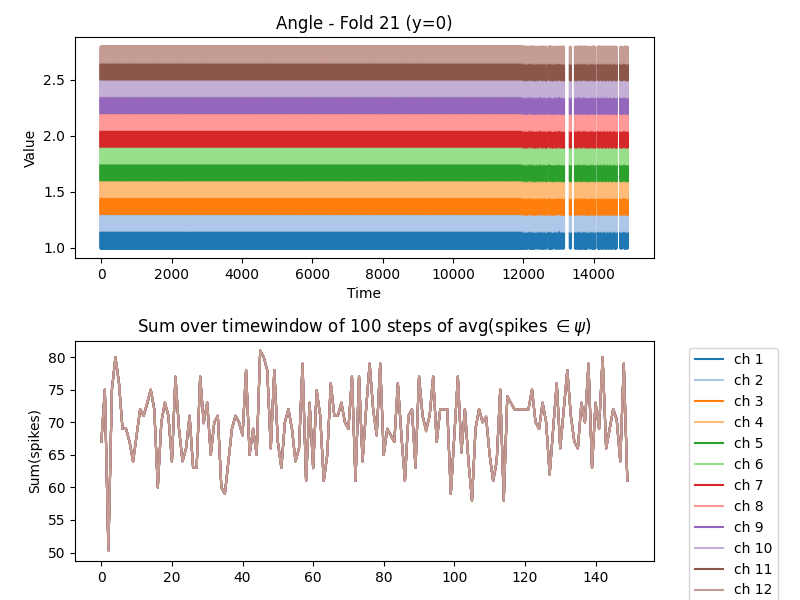 Angle - Fold 21 (y=0)
Value
2.5
2.0
1.5
1.0
0 2000 4000 6000 8000 10000 12000 14000
Time
Sum over timewindow of 100 steps of avg(spikes ∈ ψ)
Sum(spikes)
80
75
70
65
60
55
50
0 20 40 60 80 100 120 140
ch 1
ch 2
ch 3
ch 4
ch 5
ch 6
ch 7
ch 8
ch 9
ch 10
ch 11
ch 12